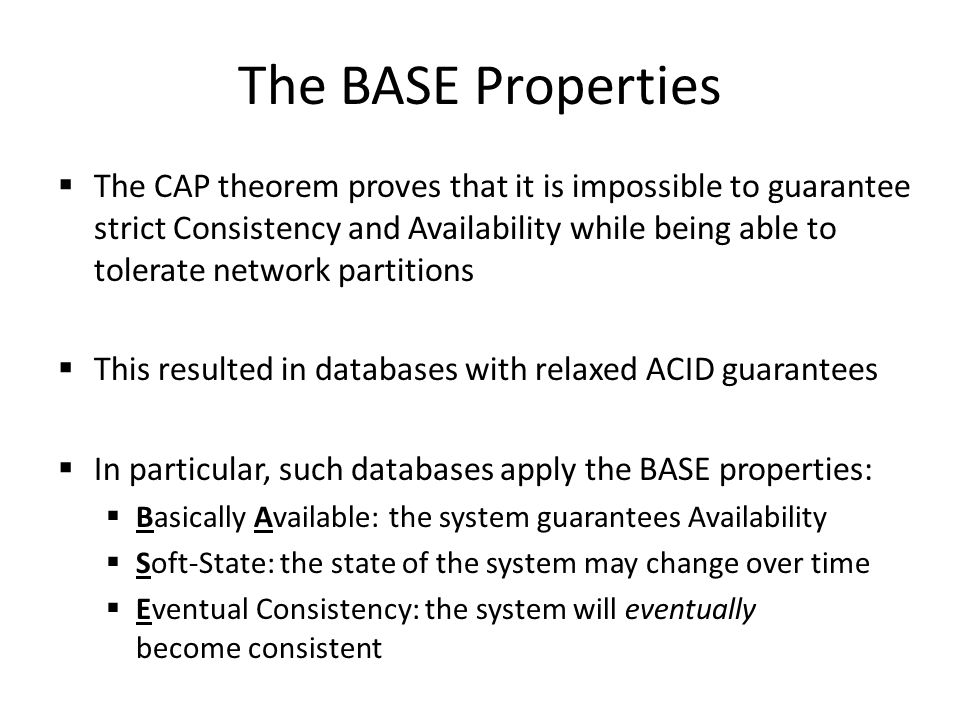 The BASE Properties
▪ The CAP theorem proves that it is impossible to guarantee
strict Consistency and Availability while being able to
tolerate network partitions
▪ This resulted in databases with relaxed ACID guarantees
▪ In particular, such databases apply the BASE properties:
▪ Basically Available: the system guarantees Availability
▪ Soft-State: the state of the system may change over time
▪ Eventual Consistency: the system will eventually
become consistent